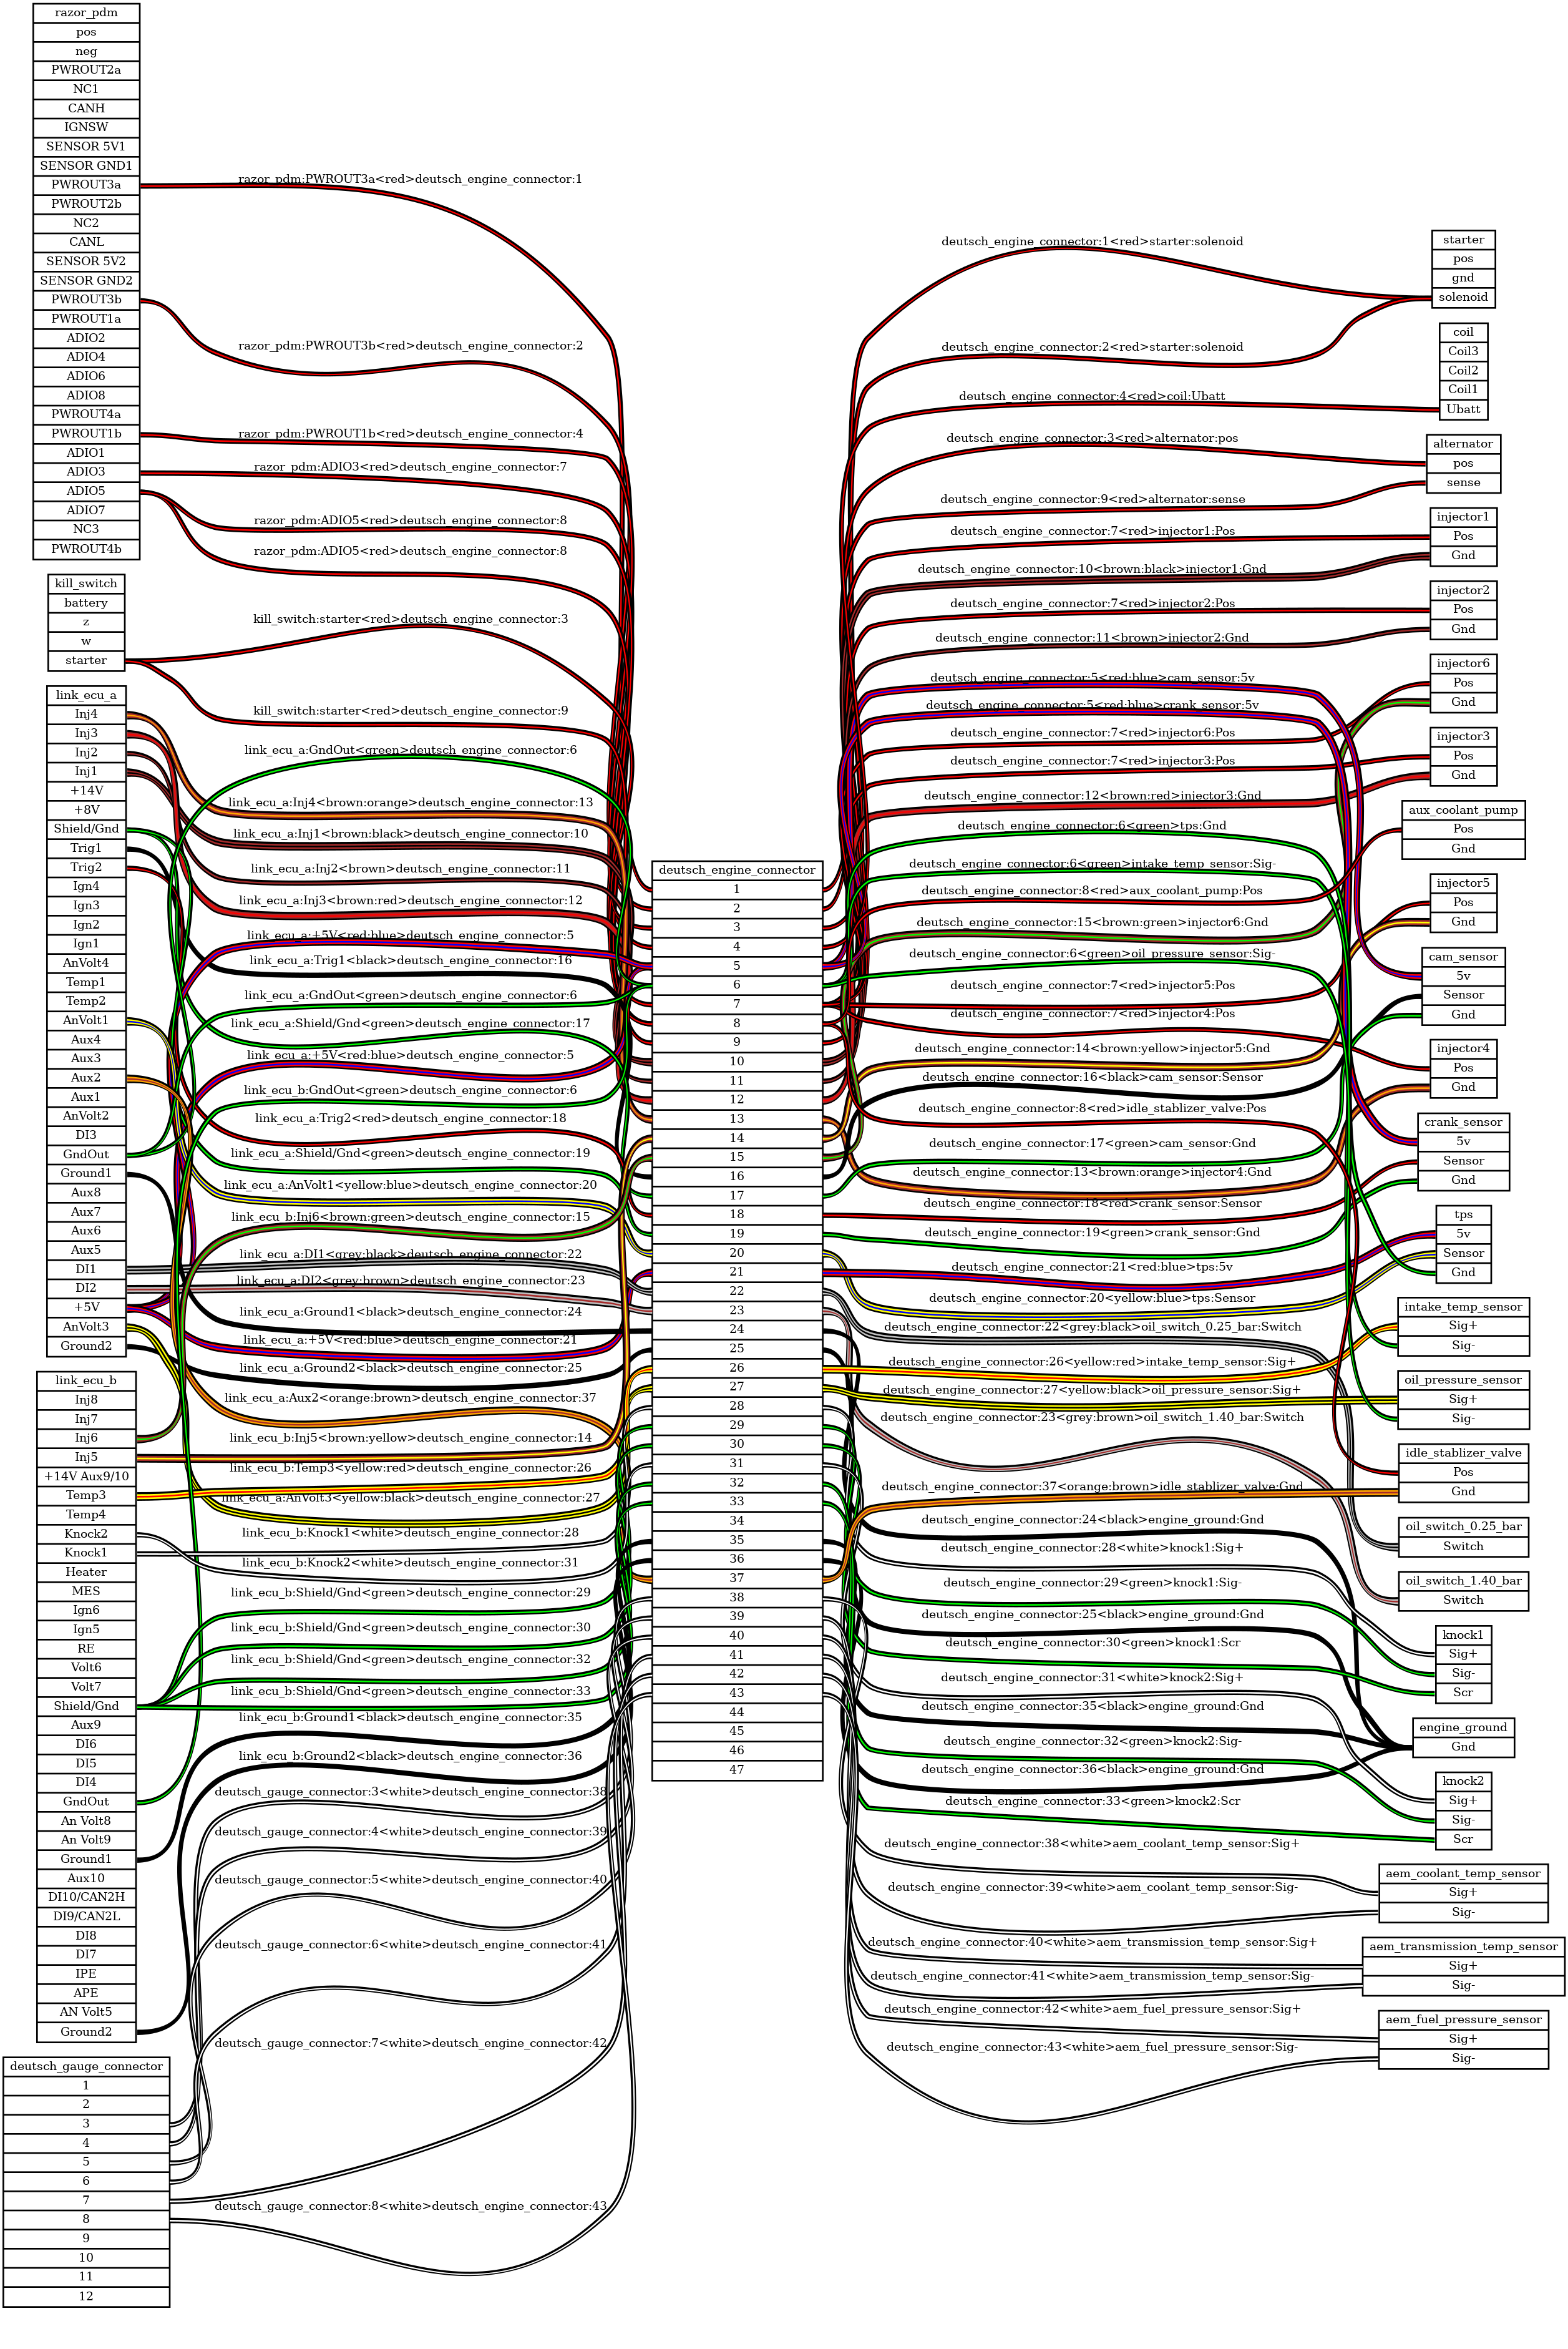 razor_pdm
pos
neg
PWROUT2a
NC1
CANH
IGNSW
SENSOR 5V1
SENSOR GND1
PWROUT3a
PWROUT2b
NC2
CANL
SENSOR 5V2
SENSOR GND2
PWROUT3b
PWROUT1a
ADIO2
ADIO4
ADIO6
ADIO8
PWROUT4a
PWROUT1b
ADIO1
ADIO3
ADIO5
ADIO7
NC3
PWROUT4b
kill_switch
battery
z
w
starter
link_ecu_a
Inj4
Inj3
Inj2
Inj1
+14V
+8V
Shield/Gnd
Trig1
Trig2
Ign4
Ign3
Ign2
Ign1
AnVolt4
Temp1
Temp2
AnVolt1
Aux4
Aux3
Aux2
Aux1
AnVolt2
DI3
GndOut
Ground1
Aux8
Aux7
Aux6
Aux5
DI1
DI2
+5V
AnVolt3
Ground2
link_ecu_b
Inj8
Inj7
Inj6
Inj5
+14V Aux9/10
Temp3
Temp4
Knock2
Knock1
Heater
MES
Ign6
Ign5
RE
Volt6
Volt7
Shield/Gnd
Aux9
DI6
DI5
DI4
GndOut
An Volt8
An Volt9
Ground1
Aux10
DI10/CAN2H
DI9/CAN2L
DI8
DI7
IPE
APE
AN Volt5
Ground2
deutsch_gauge_connector
1
2
3
4
5
6
7
8
9
10
11
12
razor_pdm:PWROUT3a<red>deutsch_engine_connector:1
razor_pdm:PWROUT3b<red>deutsch_engine_connector:2
razor_pdm:PWROUT1b<red>deutsch_engine_connector:4
razor_pdm:ADIO3<red>deutsch_engine_connector:7
razor_pdm:ADIO5<red>deutsch_engine_connector:8
razor_pdm:ADIO5<red>deutsch_engine_connector:8
kill_switch:starter<red>deutsch_engine_connector:3
kill_switch:starter<red>deutsch_engine_connector:9
link_ecu_a:GndOut<green>deutsch_engine_connector:6
link_ecu_a:Inj4<brown:orange>deutsch_engine_connector:13
link_ecu_a:Inj1<brown:black>deutsch_engine_connector:10
link_ecu_a:Inj2<brown>deutsch_engine_connector:11
link_ecu_a:Inj3<brown:red>deutsch_engine_connector:12
link_ecu_a:+5V<red:blue>deutsch_engine_connector:5
link_ecu_a:Trig1<black>deutsch_engine_connector:16
link_ecu_a:GndOut<green>deutsch_engine_connector:6
link_ecu_a:Shield/Gnd<green>deutsch_engine_connector:17
link_ecu_a:+5V<red:blue>deutsch_engine_connector:5
link_ecu_b:GndOut<green>deutsch_engine_connector:6
link_ecu_a:Trig2<red>deutsch_engine_connector:18
link_ecu_a:Shield/Gnd<green>deutsch_engine_connector:19
link_ecu_a:AnVolt1<yellow:blue>deutsch_engine_connector:20
link_ecu_b:Inj6<brown:green>deutsch_engine_connector:15
link_ecu_a:DI1<grey:black>deutsch_engine_connector:22
link_ecu_a:DI2<grey:brown>deutsch_engine_connector:23
link_ecu_a:Ground1<black>deutsch_engine_connector:24
link_ecu_a:+5V<red:blue>deutsch_engine_connector:21
link_ecu_a:Ground2<black>deutsch_engine_connector:25
link_ecu_a:Aux2<orange:brown>deutsch_engine_connector:37
link_ecu_b:Inj5<brown:yellow>deutsch_engine_connector:14
link_ecu_b:Temp3<yellow:red>deutsch_engine_connector:26
link_ecu_a:AnVolt3<yellow:black>deutsch_engine_connector:27
link_ecu_b:Knock1<white>deutsch_engine_connector:28
link_ecu_b:Knock2<white>deutsch_engine_connector:31
link_ecu_b:Shield/Gnd<green>deutsch_engine_connector:29
link_ecu_b:Shield/Gnd<green>deutsch_engine_connector:30
link_ecu_b:Shield/Gnd<green>deutsch_engine_connector:32
link_ecu_b:Shield/Gnd<green>deutsch_engine_connector:33
link_ecu_b:Ground1<black>deutsch_engine_connector:35
link_ecu_b:Ground2<black>deutsch_engine_connector:36
deutsch_gauge_connector:3<white>deutsch_engine_connector:38
deutsch_gauge_connector:4<white>deutsch_engine_connector:39
deutsch_gauge_connector:5<white>deutsch_engine_connector:40
deutsch_gauge_connector:6<white>deutsch_engine_connector:41
deutsch_gauge_connector:7<white>deutsch_engine_connector:42
deutsch_gauge_connector:8<white>deutsch_engine_connector:43
deutsch_engine_connector
1
2
3
4
5
6
7
8
9
10
11
12
13
14
15
16
17
18
19
20
21
22
23
24
25
26
27
28
29
30
31
32
33
34
35
36
37
38
39
40
41
42
43
44
45
46
47
deutsch_engine_connector:1<red>starter:solenoid
deutsch_engine_connector:2<red>starter:solenoid
deutsch_engine_connector:4<red>coil:Ubatt
deutsch_engine_connector:3<red>alternator:pos
deutsch_engine_connector:9<red>alternator:sense
deutsch_engine_connector:7<red>injector1:Pos
deutsch_engine_connector:10<brown:black>injector1:Gnd
deutsch_engine_connector:7<red>injector2:Pos
deutsch_engine_connector:11<brown>injector2:Gnd
deutsch_engine_connector:5<red:blue>cam_sensor:5v
deutsch_engine_connector:5<red:blue>crank_sensor:5v
deutsch_engine_connector:7<red>injector6:Pos
deutsch_engine_connector:7<red>injector3:Pos
deutsch_engine_connector:12<brown:red>injector3:Gnd
deutsch_engine_connector:6<green>tps:Gnd
deutsch_engine_connector:6<green>intake_temp_sensor:Sig-
deutsch_engine_connector:8<red>aux_coolant_pump:Pos
deutsch_engine_connector:15<brown:green>injector6:Gnd
deutsch_engine_connector:6<green>oil_pressure_sensor:Sig-
deutsch_engine_connector:7<red>injector5:Pos
deutsch_engine_connector:7<red>injector4:Pos
deutsch_engine_connector:14<brown:yellow>injector5:Gnd
deutsch_engine_connector:16<black>cam_sensor:Sensor
deutsch_engine_connector:8<red>idle_stablizer_valve:Pos
deutsch_engine_connector:17<green>cam_sensor:Gnd
deutsch_engine_connector:13<brown:orange>injector4:Gnd
deutsch_engine_connector:18<red>crank_sensor:Sensor
deutsch_engine_connector:19<green>crank_sensor:Gnd
deutsch_engine_connector:21<red:blue>tps:5v
deutsch_engine_connector:20<yellow:blue>tps:Sensor
deutsch_engine_connector:22<grey:black>oil_switch_0.25_bar:Switch
deutsch_engine_connector:26<yellow:red>intake_temp_sensor:Sig+
deutsch_engine_connector:27<yellow:black>oil_pressure_sensor:Sig+
deutsch_engine_connector:23<grey:brown>oil_switch_1.40_bar:Switch
deutsch_engine_connector:37<orange:brown>idle_stablizer_valve:Gnd
deutsch_engine_connector:24<black>engine_ground:Gnd
deutsch_engine_connector:28<white>knock1:Sig+
deutsch_engine_connector:29<green>knock1:Sig-
deutsch_engine_connector:25<black>engine_ground:Gnd
deutsch_engine_connector:30<green>knock1:Scr
deutsch_engine_connector:31<white>knock2:Sig+
deutsch_engine_connector:35<black>engine_ground:Gnd
deutsch_engine_connector:32<green>knock2:Sig-
deutsch_engine_connector:36<black>engine_ground:Gnd
deutsch_engine_connector:33<green>knock2:Scr
deutsch_engine_connector:38<white>aem_coolant_temp_sensor:Sig+
deutsch_engine_connector:39<white>aem_coolant_temp_sensor:Sig-
deutsch_engine_connector:40<white>aem_transmission_temp_sensor:Sig+
deutsch_engine_connector:41<white>aem_transmission_temp_sensor:Sig-
deutsch_engine_connector:42<white>aem_fuel_pressure_sensor:Sig+
deutsch_engine_connector:43<white>aem_fuel_pressure_sensor:Sig-
starter
pos
gnd
solenoid
coil
Coil3
Coil2
Coil1
Ubatt
alternator
pos
sense
injector1
Pos
Gnd
injector2
Pos
Gnd
injector6
Pos
Gnd
injector3
Pos
Gnd
aux_coolant_pump
Pos
Gnd
injector5
Pos
Gnd
cam_sensor
5v
Sensor
Gnd
injector4
Pos
Gnd
crank_sensor
5v
Sensor
Gnd
tps
5v
Sensor
Gnd
intake_temp_sensor
Sig+
Sig-
oil_pressure_sensor
Sig+
Sig-
idle_stablizer_valve
Pos
Gnd
oil_switch_0.25_bar
Switch
oil_switch_1.40_bar
Switch
knock1
Sig+
Sig-
Scr
engine_ground
Gnd
knock2
Sig+
Sig-
Scr
aem_coolant_temp_sensor
Sig+
Sig-
aem_transmission_temp_sensor
Sig+
Sig-
aem_fuel_pressure_sensor
Sig+
Sig-